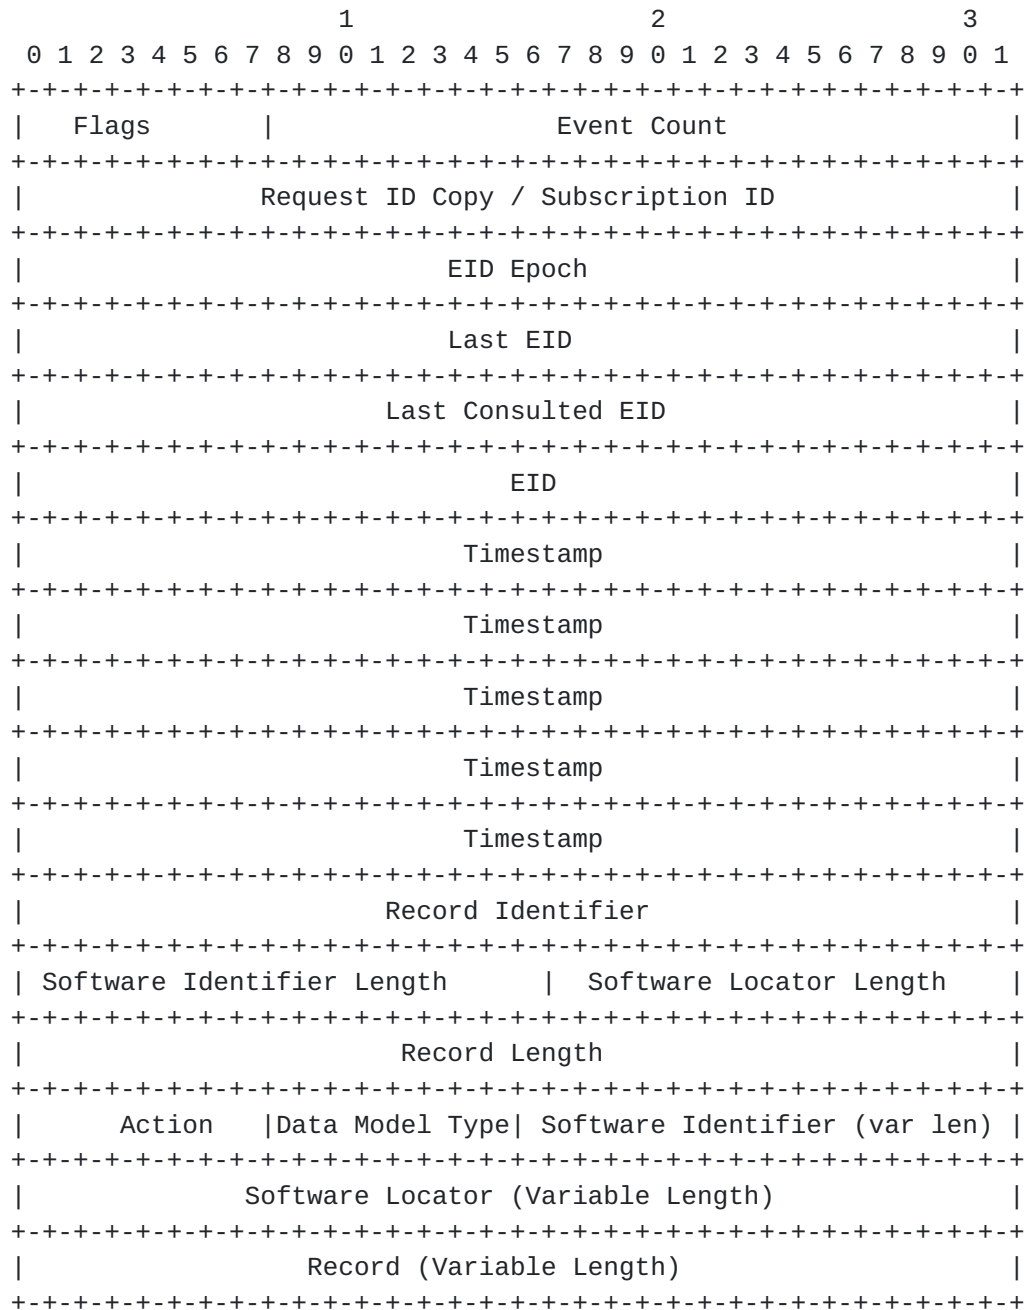 1                   2                   3
 0 1 2 3 4 5 6 7 8 9 0 1 2 3 4 5 6 7 8 9 0 1 2 3 4 5 6 7 8 9 0 1
+-+-+-+-+-+-+-+-+-+-+-+-+-+-+-+-+-+-+-+-+-+-+-+-+-+-+-+-+-+-+-+-+
|   Flags       |                  Event Count                  |
+-+-+-+-+-+-+-+-+-+-+-+-+-+-+-+-+-+-+-+-+-+-+-+-+-+-+-+-+-+-+-+-+
|               Request ID Copy / Subscription ID               |
+-+-+-+-+-+-+-+-+-+-+-+-+-+-+-+-+-+-+-+-+-+-+-+-+-+-+-+-+-+-+-+-+
|                           EID Epoch                           |
+-+-+-+-+-+-+-+-+-+-+-+-+-+-+-+-+-+-+-+-+-+-+-+-+-+-+-+-+-+-+-+-+
|                           Last EID                            |
+-+-+-+-+-+-+-+-+-+-+-+-+-+-+-+-+-+-+-+-+-+-+-+-+-+-+-+-+-+-+-+-+
|                       Last Consulted EID                      |
+-+-+-+-+-+-+-+-+-+-+-+-+-+-+-+-+-+-+-+-+-+-+-+-+-+-+-+-+-+-+-+-+
|                               EID                             |
+-+-+-+-+-+-+-+-+-+-+-+-+-+-+-+-+-+-+-+-+-+-+-+-+-+-+-+-+-+-+-+-+
|                            Timestamp                          |
+-+-+-+-+-+-+-+-+-+-+-+-+-+-+-+-+-+-+-+-+-+-+-+-+-+-+-+-+-+-+-+-+
|                            Timestamp                          |
+-+-+-+-+-+-+-+-+-+-+-+-+-+-+-+-+-+-+-+-+-+-+-+-+-+-+-+-+-+-+-+-+
|                            Timestamp                          |
+-+-+-+-+-+-+-+-+-+-+-+-+-+-+-+-+-+-+-+-+-+-+-+-+-+-+-+-+-+-+-+-+
|                            Timestamp                          |
+-+-+-+-+-+-+-+-+-+-+-+-+-+-+-+-+-+-+-+-+-+-+-+-+-+-+-+-+-+-+-+-+
|                            Timestamp                          |
+-+-+-+-+-+-+-+-+-+-+-+-+-+-+-+-+-+-+-+-+-+-+-+-+-+-+-+-+-+-+-+-+
|                       Record Identifier                       |
+-+-+-+-+-+-+-+-+-+-+-+-+-+-+-+-+-+-+-+-+-+-+-+-+-+-+-+-+-+-+-+-+
| Software Identifier Length      |  Software Locator Length    |
+-+-+-+-+-+-+-+-+-+-+-+-+-+-+-+-+-+-+-+-+-+-+-+-+-+-+-+-+-+-+-+-+
|                        Record Length                          |
+-+-+-+-+-+-+-+-+-+-+-+-+-+-+-+-+-+-+-+-+-+-+-+-+-+-+-+-+-+-+-+-+
|      Action   |Data Model Type| Software Identifier (var len) |
+-+-+-+-+-+-+-+-+-+-+-+-+-+-+-+-+-+-+-+-+-+-+-+-+-+-+-+-+-+-+-+-+
|              Software Locator (Variable Length)               |
+-+-+-+-+-+-+-+-+-+-+-+-+-+-+-+-+-+-+-+-+-+-+-+-+-+-+-+-+-+-+-+-+
|                  Record (Variable Length)                     |
+-+-+-+-+-+-+-+-+-+-+-+-+-+-+-+-+-+-+-+-+-+-+-+-+-+-+-+-+-+-+-+-+